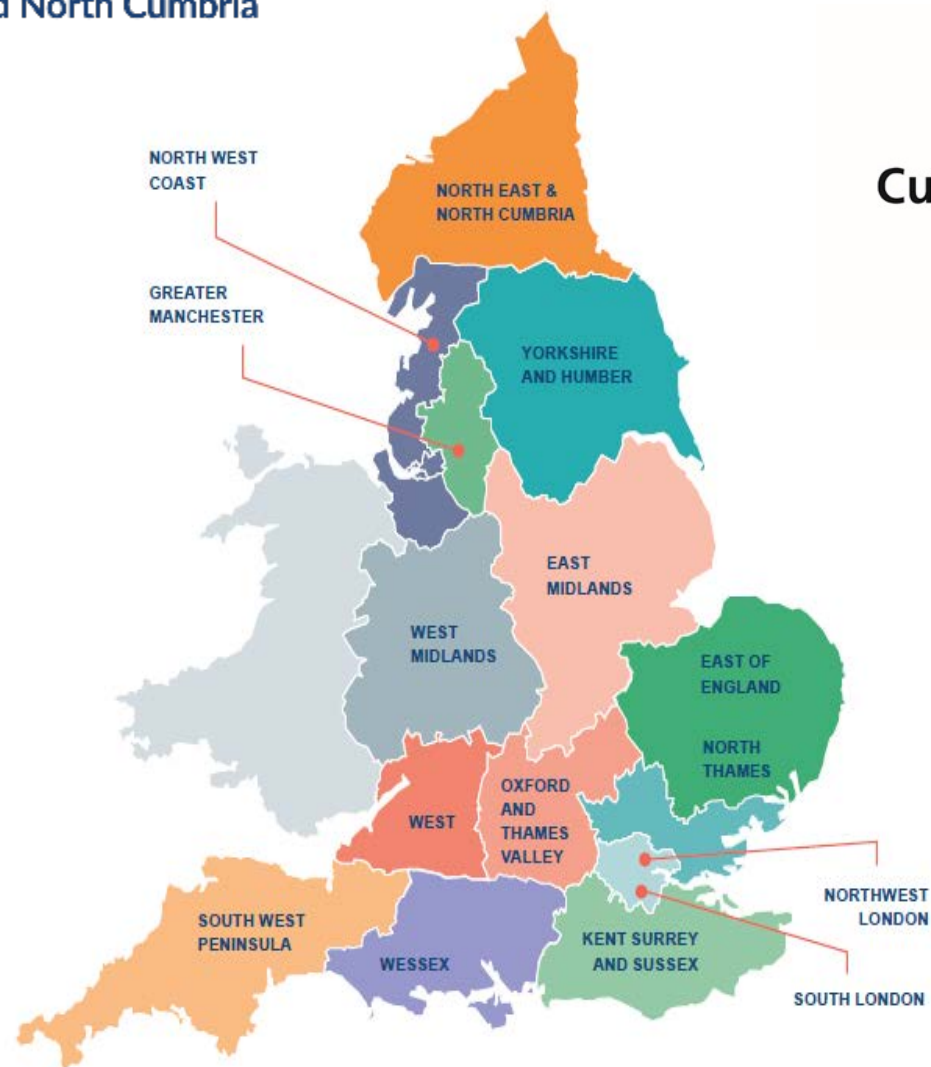 North Cumbria
Cu
NORTH WEST
COAST
NORTH EAST &
NORTH CUMBRIA
GREATER
MANCHESTER
YORKSHIRE
AND HUMBER
EAST
MIDLANDS
WEST
MIDLANDS
EAST OF
ENGLAND
NORTH
THAMES
OXFORD
AND
THAMES
VALLEY
WEST
NORTHWEST
LONDON
SOUTH WEST
PENINSULA
WESSEX
KENT SURREY
AND SUSSEX
SOUTH LONDON